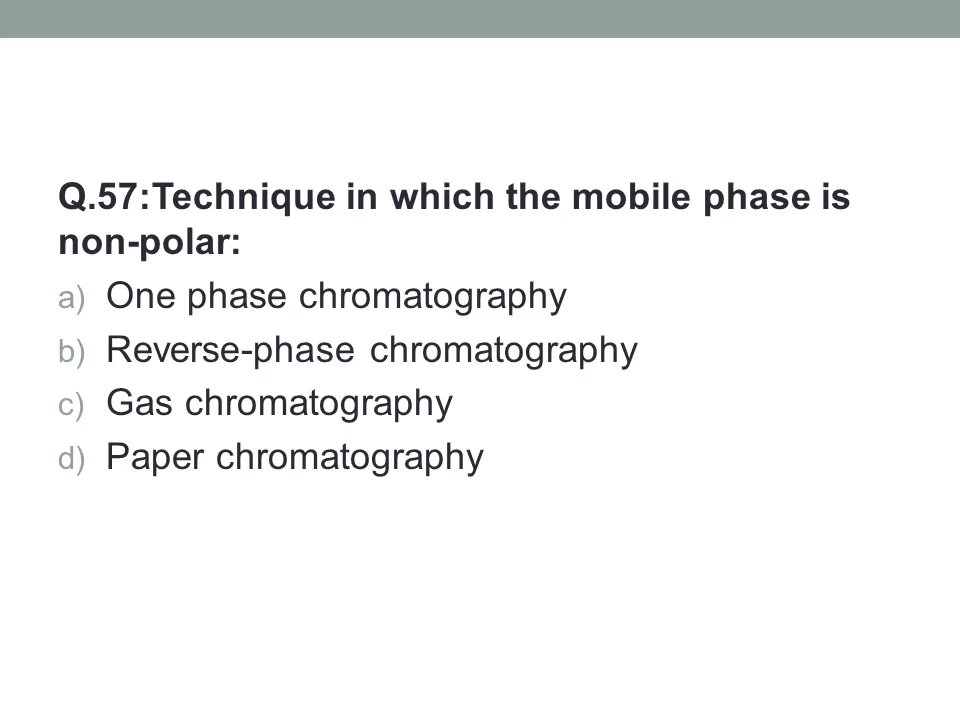 Q.57:Technique in which the mobile phase is
non-polar:
a) One phase chromatography
b) Reverse-phase chromatography
c) Gas chromatography
d) Paper chromatography